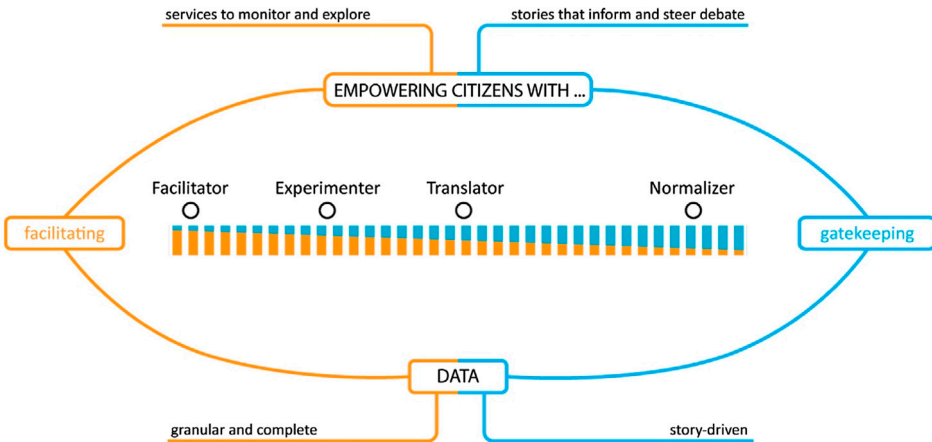 services to monitor and explore
stories that inform and steer debate
EMPOWERING CITIZENS WITH ...
Facilitator
Experimenter
Translator
Normalizer
facilitating
gatekeeping
DATA
granular and complete
story-driven